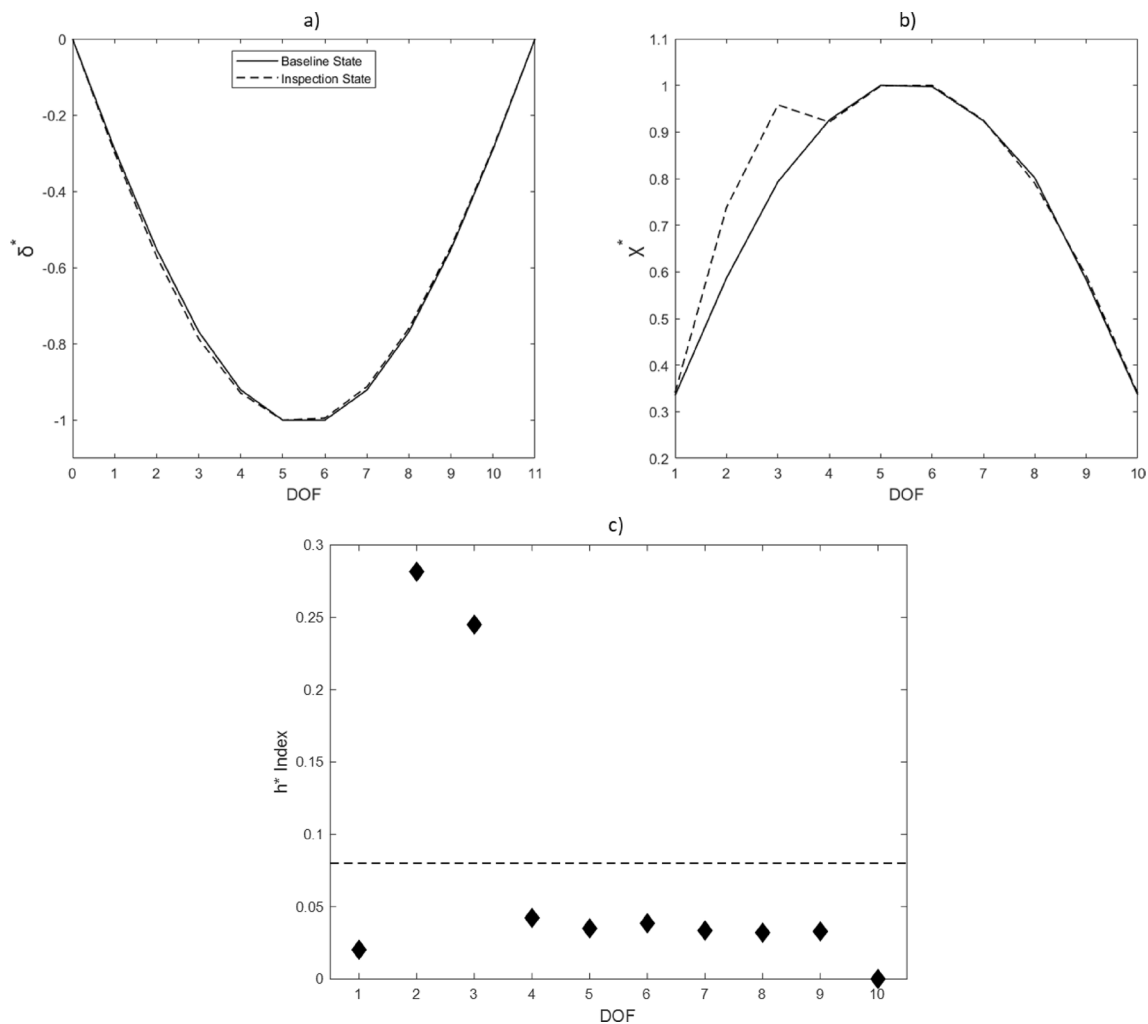 a)
0
-0.2
-0.4
-0.6
-0.8
-1
δ*
Baseline State
Inspection State
0 1 2 3 4 5 6 7 8 9 10 11
DOF
b)
1.1
1
0.9
0.8
0.7
0.6
0.5
0.4
0.3
0.2
χ*
1 2 3 4 5 6 7 8 9 10
DOF
c)
0.3
0.25
0.2
0.15
0.1
0.05
0
h* Index
1 2 3 4 5 6 7 8 9 10
DOF